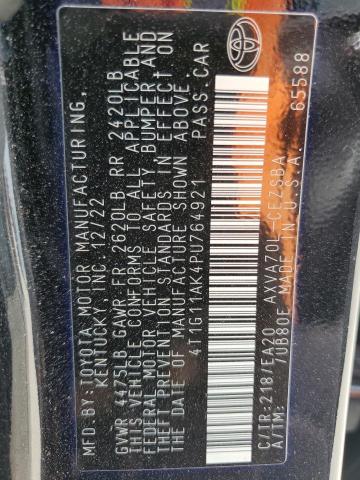 MFD.BY:TOYOTA MOTOR MANUFACTURING,
KENTUCKY, INC. 12/22
GVWR 4475LB GAWR-FR 2620LB RR 2420LB
THIS VEHICLE CONFORMS TO ALL APPLICABLE
FEDERAL MOTOR VEHICLE SAFETY, BUMPER AND
THEFT PREVENTION STANDARDS IN EFFECT ON
THE DATE OF MANUFACTURE SHOWN ABOVE.
4T1G11AK4PU764921 PASS.CAR
C/TR:218/EA20 AXVA70L-CEZSBA
A/TM: 7UB80E MADE IN U.S.A. 65588